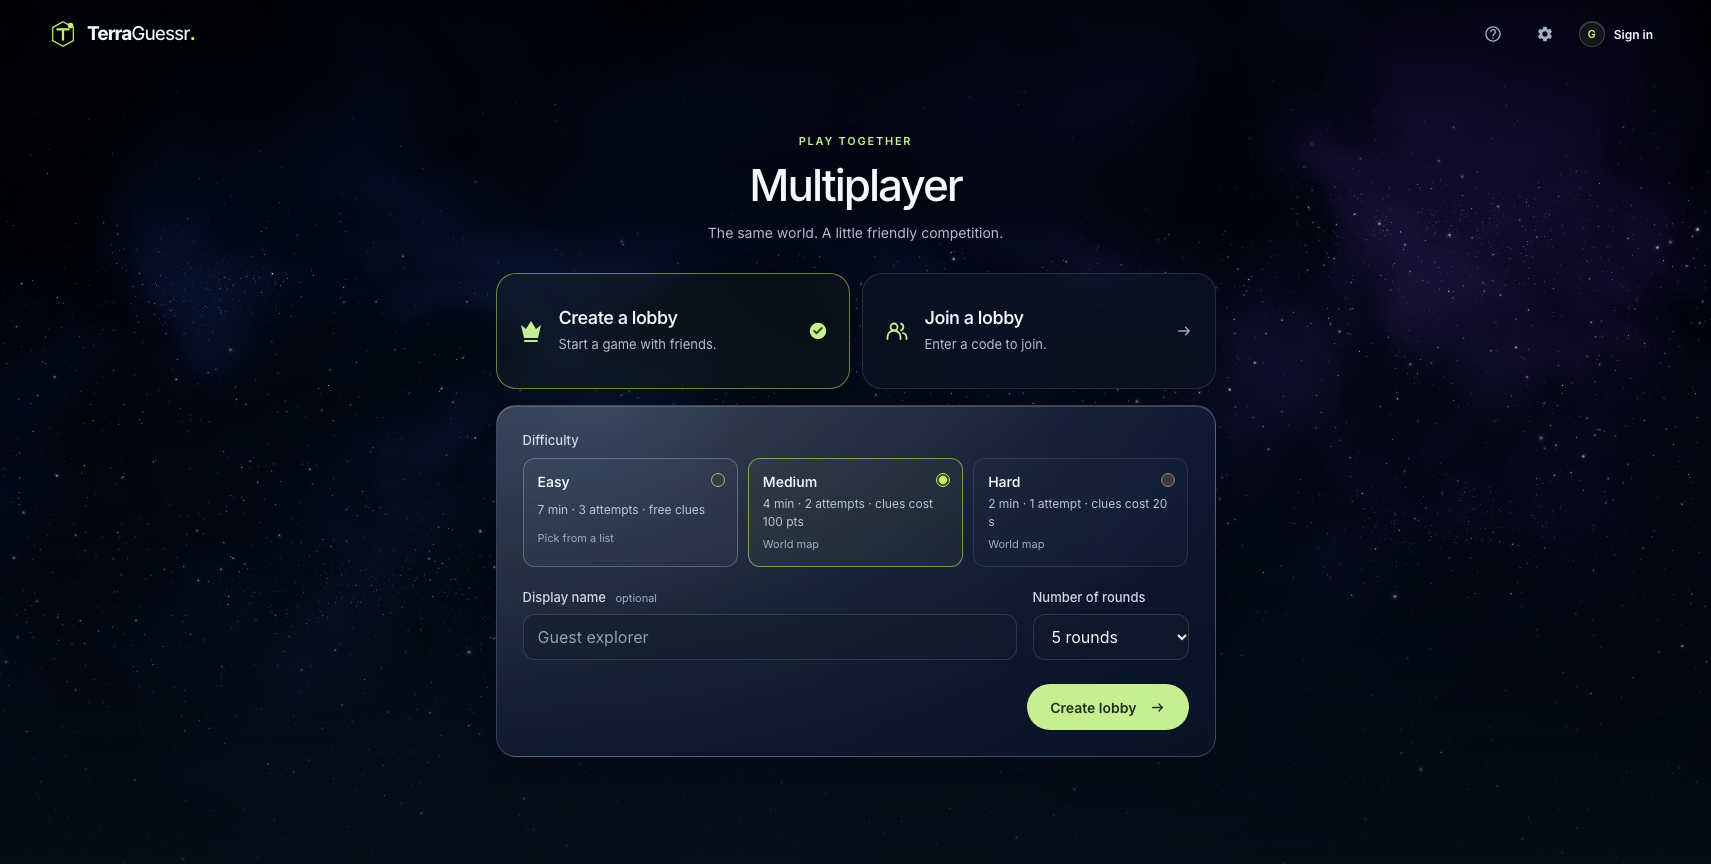 TerraGuessr.
G Sign in
PLAY TOGETHER
Multiplayer
The same world. A little friendly competition.
Create a lobby
Start a game with friends.
Join a lobby
Enter a code to join.
Difficulty
Easy
7 min · 3 attempts · free clues
Pick from a list
Medium
4 min · 2 attempts · clues cost
100 pts
World map
Hard
2 min · 1 attempt · clues cost 20
s
World map
Display name optional
Guest explorer
Number of rounds
5 rounds
Create lobby